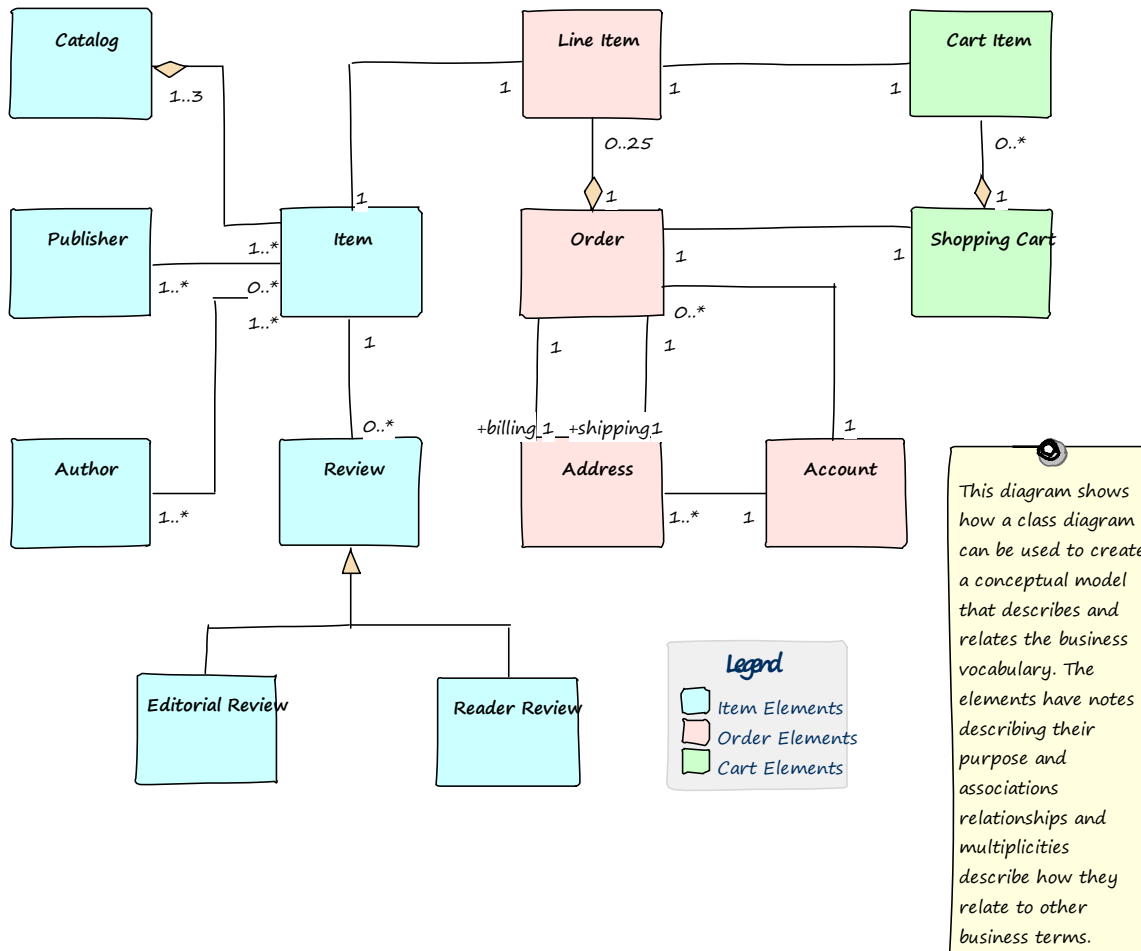 Catalog
Line Item
Cart Item
1..3
1
1
1
0..25
0..*
1
1
1
Publisher
Item
Order
Shopping Cart
1..*
1
1
1..*
0..*
0..*
1..*
1
1
1
+billing 1
+shipping 1
0..*
1
Author
Review
Address
Account
1..*
1..*
1
Editorial Review
Reader Review
Legend
Item Elements
Order Elements
Cart Elements
This diagram shows
how a class diagram
can be used to create
a conceptual model
that describes and
relates the business
vocabulary. The
elements have notes
describing their
purpose and
associations
relationships and
multiplicities
describe how they
relate to other
business terms.